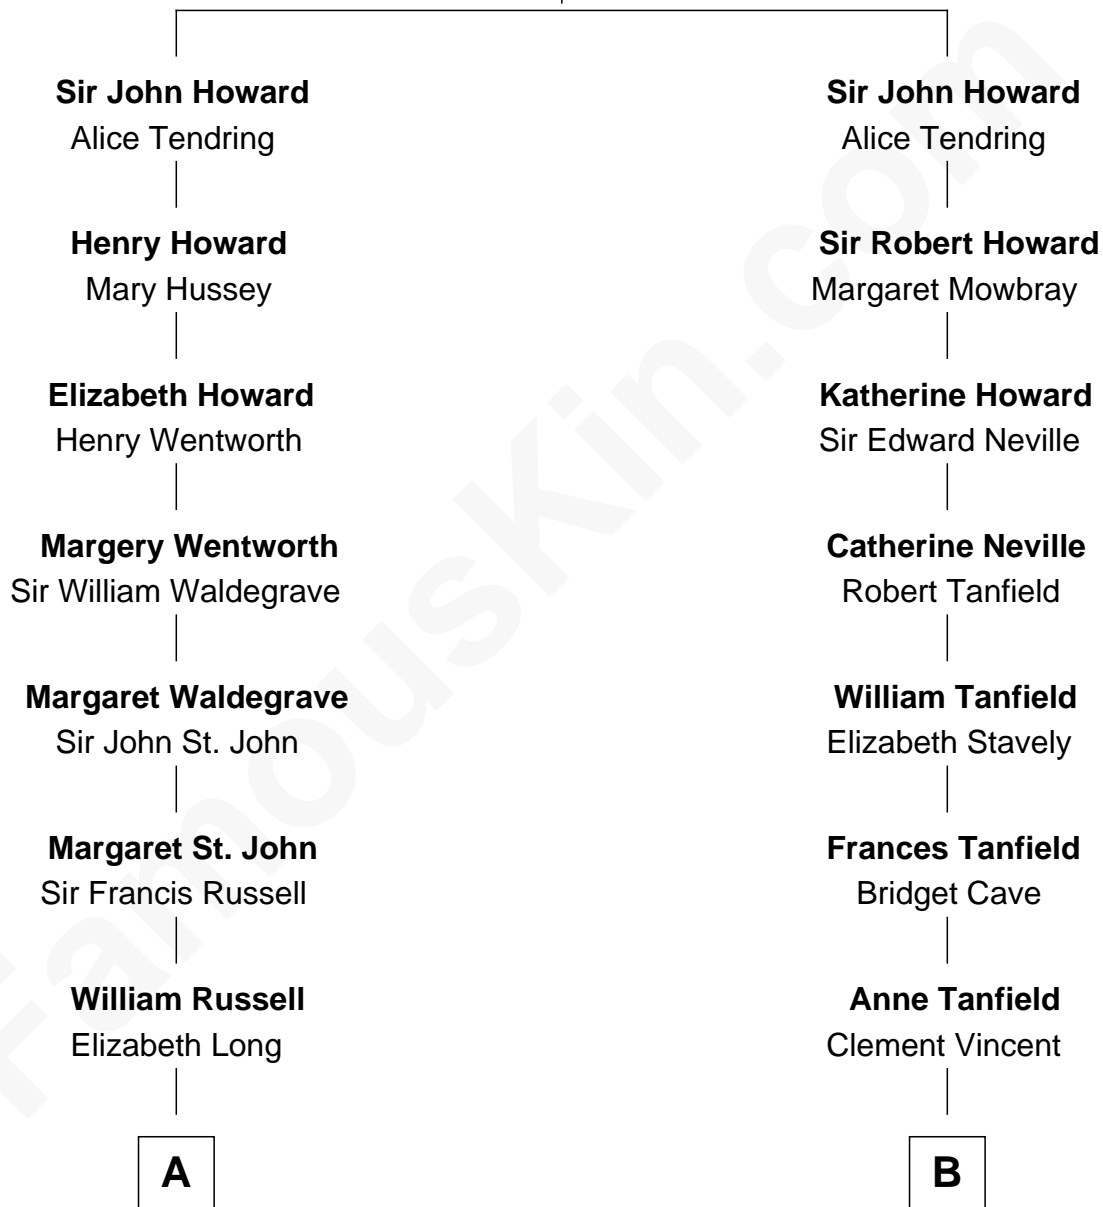 Sir John Howard
Alice Tendring
Henry Howard
Mary Hussey
Elizabeth Howard
Henry Wentworth
Margery Wentworth
Sir William Waldegrave
Margaret Waldegrave
Sir John St. John
Margaret St. John
Sir Francis Russell
William Russell
Elizabeth Long
A
Sir John Howard
Alice Tendring
Sir Robert Howard
Margaret Mowbray
Katherine Howard
Sir Edward Neville
Catherine Neville
Robert Tanfield
William Tanfield
Elizabeth Stavely
Frances Tanfield
Bridget Cave
Anne Tanfield
Clement Vincent
B
FamousKin.com